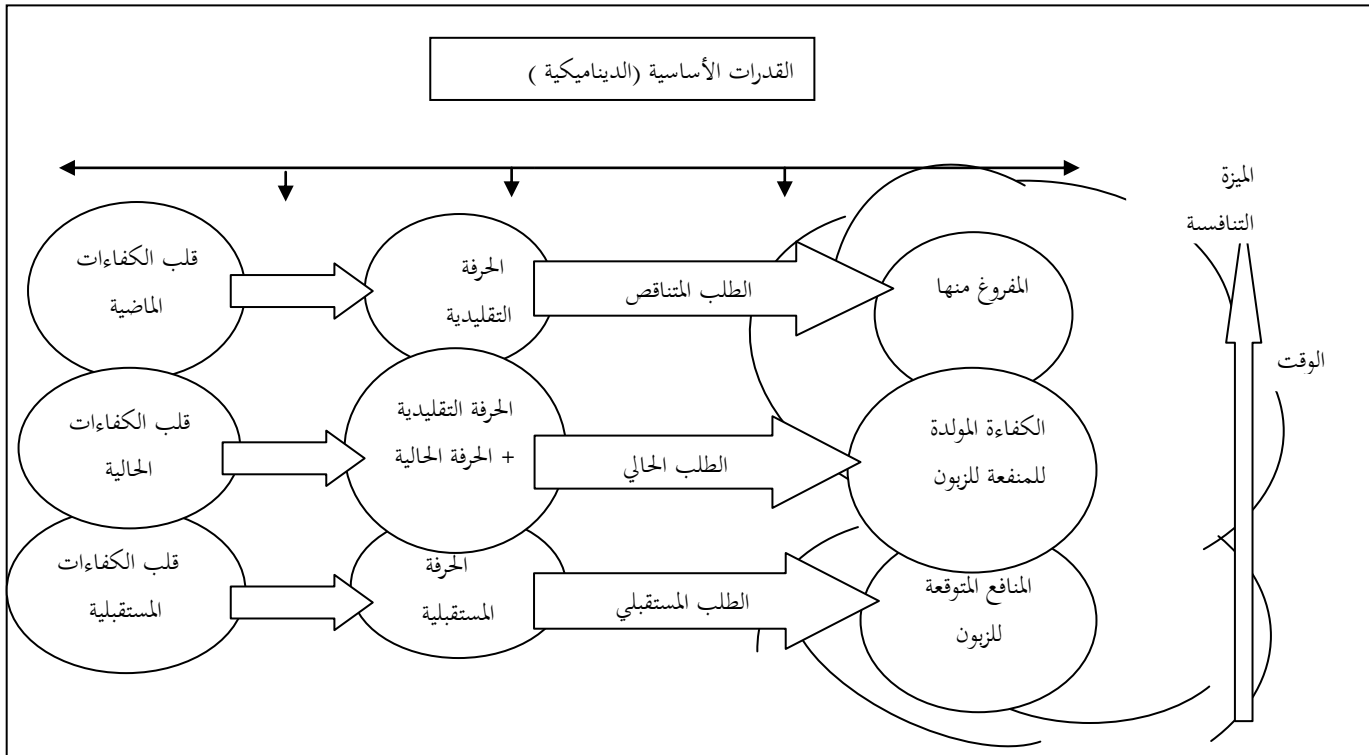 القدرات الأساسية (الديناميكية )
الميزة
التنافسية
الوقت
قلب الكفاءات
الماضية
الحرفة
التقليدية
الطلب المتناقص
المفروغ منها
قلب الكفاءات
الحالية
الحرفة التقليدية
+ الحرفة الحالية
الطلب الحالي
الكفاءة المولدة
للمنفعة للزبون
قلب الكفاءات
المستقبلية
الحرفة
المستقبلية
الطلب المستقبلي
المنافع المتوقعة
للزبون